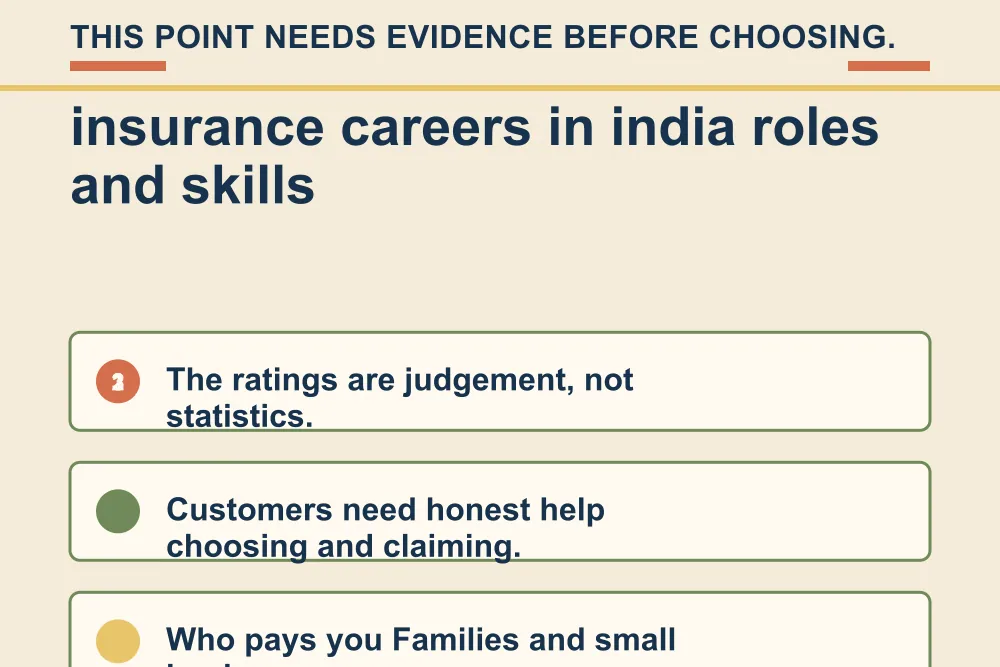 THIS POINT NEEDS EVIDENCE BEFORE CHOOSING.
insurance careers in india roles
and skills
The ratings are judgement, not
statistics.
Customers need honest help
choosing and claiming.
Who pays you Families and small